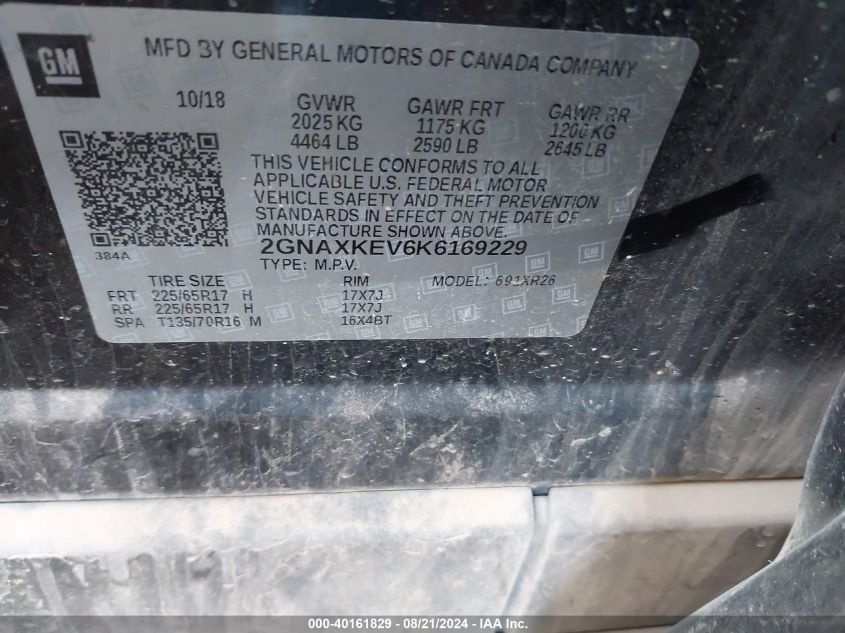 GM
MFD BY GENERAL MOTORS OF CANADA COMPANY
10/18 GVWR GAWR FRT GAWR RR
2025 KG 1175 KG 1200 KG
4464 LB 2590 LB 2645 LB
THIS VEHICLE CONFORMS TO ALL
APPLICABLE U.S. FEDERAL MOTOR
VEHICLE SAFETY AND THEFT PREVENTION
STANDARDS IN EFFECT ON THE DATE OF
MANUFACTURE SHOWN ABOVE.
384A 2GNAXKEV6K6169229
TYPE: M.P.V. MODEL: 691XR26
TIRE SIZE RIM
FRT 225/65R17 H 17X7J
RR 225/65R17 H 17X7J
SPA T135/70R16 M 16X4BT
000-40161829 - 08/21/2024 - IAA Inc.